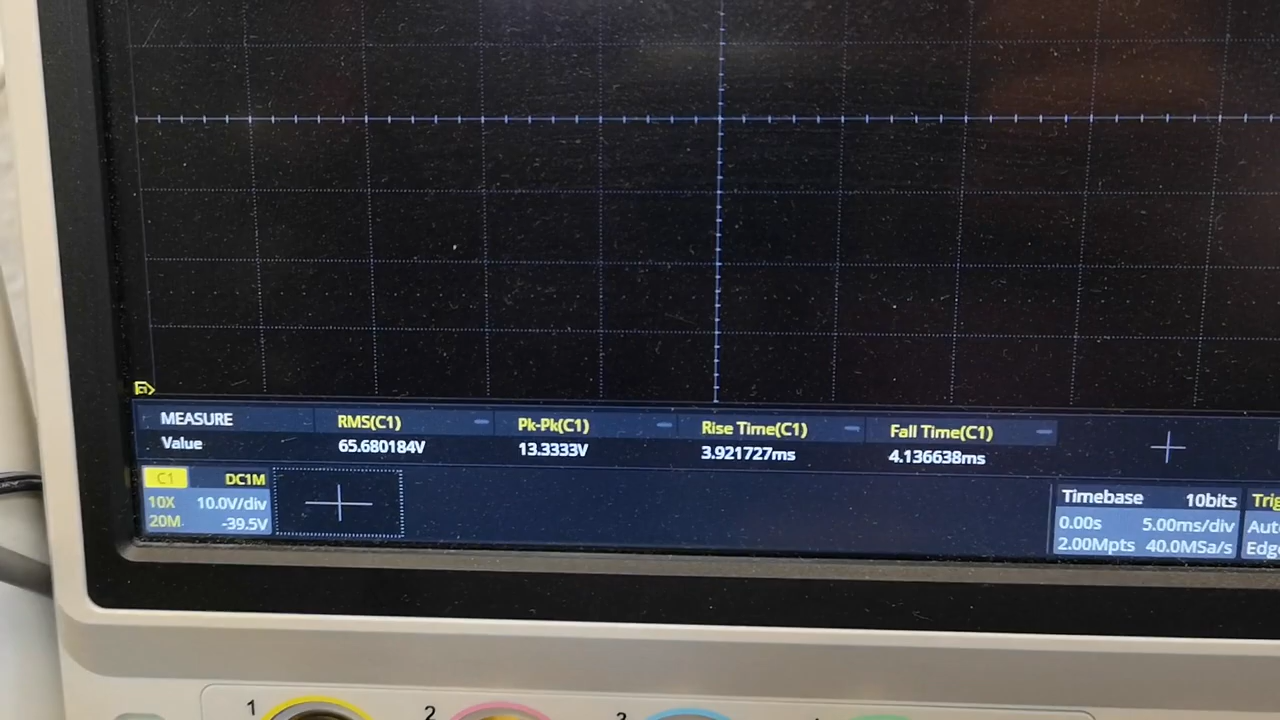 MEASURE RMS(C1) Pk-Pk(C1) Rise Time(C1) Fall Time(C1)
Value 65.680184V 13.3333V 3.921727ms 4.136638ms
C1 DC1M
10X 10.0V/div
20M -39.5V
Timebase 10bits
0.00s 5.00ms/div
2.00Mpts 40.0MSa/s
1 2